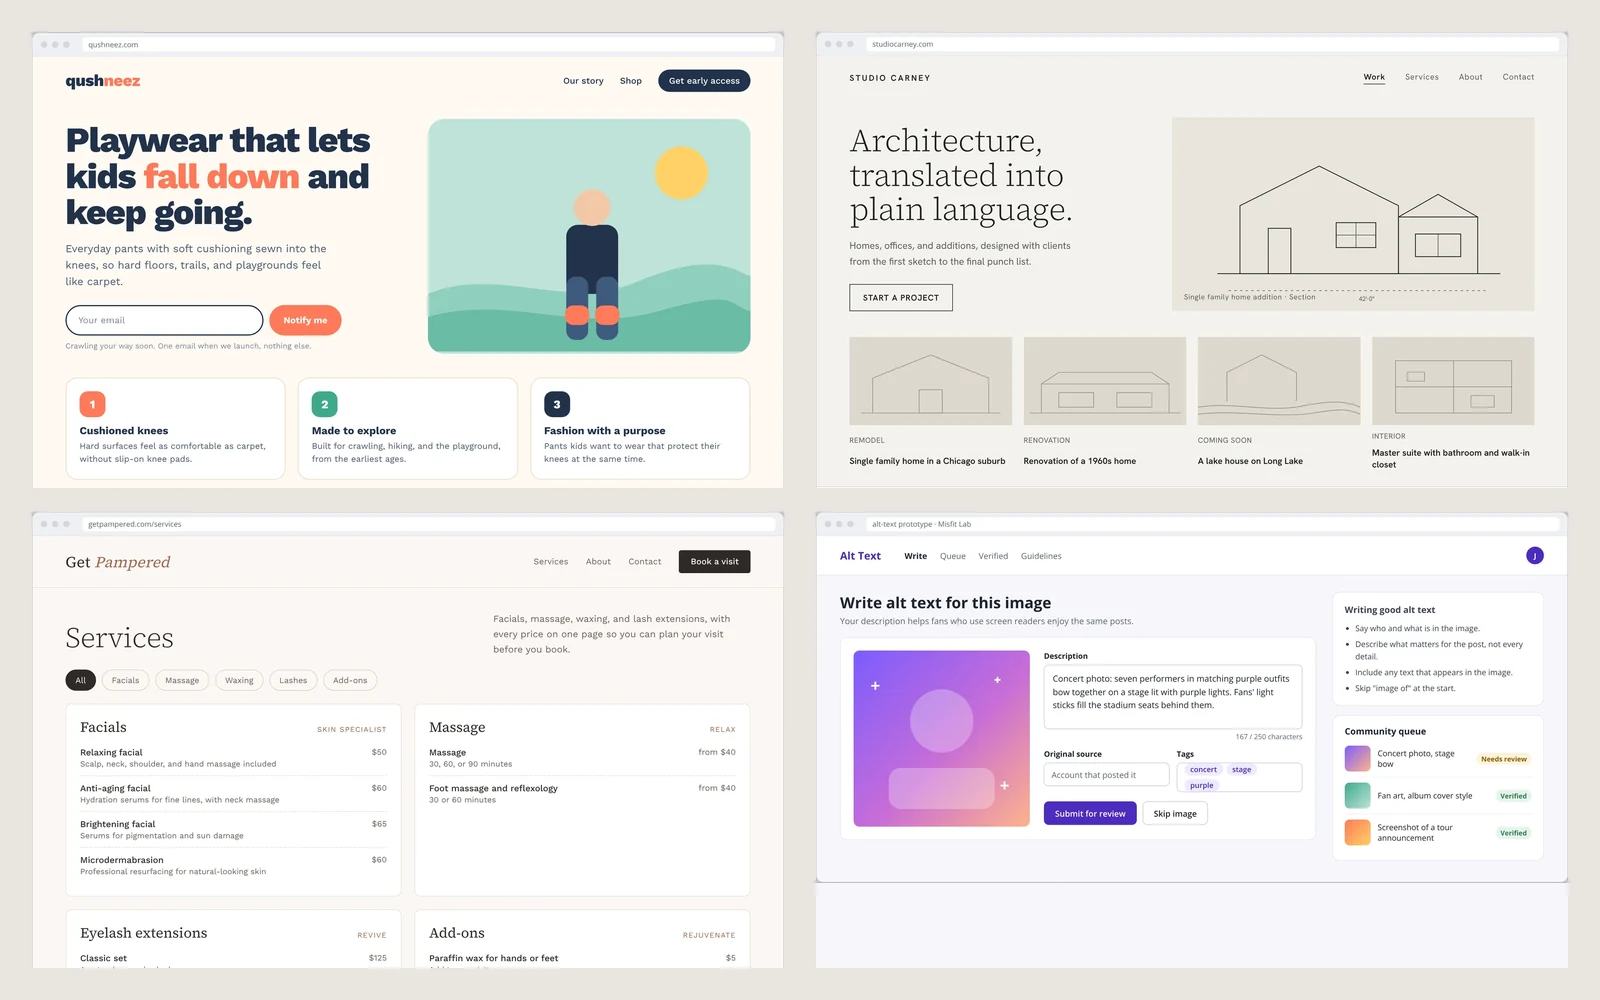 qushneez.com
qushneez
Our story
Shop
Get early access
Playwear that lets
kids fall down and
keep going.
Everyday pants with soft cushioning sewn into the
knees, so hard floors, trails, and playgrounds feel
like carpet.
Your email
Notify me
Crawling your way soon. One email when we launch, nothing else.
1
Cushioned knees
Hard surfaces feel as comfortable as carpet,
without slip-on knee pads.
2
Made to explore
Built for crawling, hiking, and the playground,
from the earliest ages.
3
Fashion with a purpose
Pants kids want to wear that protect their
knees at the same time.
studiocarney.com
STUDIO CARNEY
Work
Services
About
Contact
Architecture,
translated into
plain language.
Homes, offices, and additions, designed with clients
from the first sketch to the final punch list.
START A PROJECT
Single family home addition · Section
42'-0"
REMODEL
Single family home in a Chicago suburb
RENOVATION
Renovation of a 1960s home
COMING SOON
A lake house on Long Lake
INTERIOR
Master suite with bathroom and walk-in
closet
getpampered.com/services
Get Pampered
Services
About
Contact
Book a visit
Services
Facials, massage, waxing, and lash extensions, with
every price on one page so you can plan your visit
before you book.
All
Facials
Massage
Waxing
Lashes
Add-ons
Facials
SKIN SPECIALIST
Relaxing facial
$50
Scalp, neck, shoulder, and hand massage included
Anti-aging facial
$60
Hydration serums for fine lines, with neck massage
Brightening facial
$65
Serums for pigmentation and sun damage
Microdermabrasion
$60
Professional resurfacing for natural-looking skin
Massage
RELAX
Massage
from $40
30, 60, or 90 minutes
Foot massage and reflexology
from $40
30 or 60 minutes
Eyelash extensions
REVIVE
Classic set
$125
Add-ons
REJUVENATE
Paraffin wax for hands or feet
$5
alt-text prototype · Misfit Lab
Alt Text
Write
Queue
Verified
Guidelines
J
Write alt text for this image
Your description helps fans who use screen readers enjoy the same posts.
Description
Concert photo: seven performers in matching purple outfits
bow together on a stage lit with purple lights. Fans' light
sticks fill the stadium seats behind them.
167 / 250 characters
Original source
Account that posted it
Tags
concert
stage
purple
Submit for review
Skip image
Writing good alt text
• Say who and what is in the image.
• Describe what matters for the post, not every
detail.
• Include any text that appears in the image.
• Skip "image of" at the start.
Community queue
Concert photo, stage
bow
Needs review
Fan art, album cover style
Verified
Screenshot of a tour
announcement
Verified